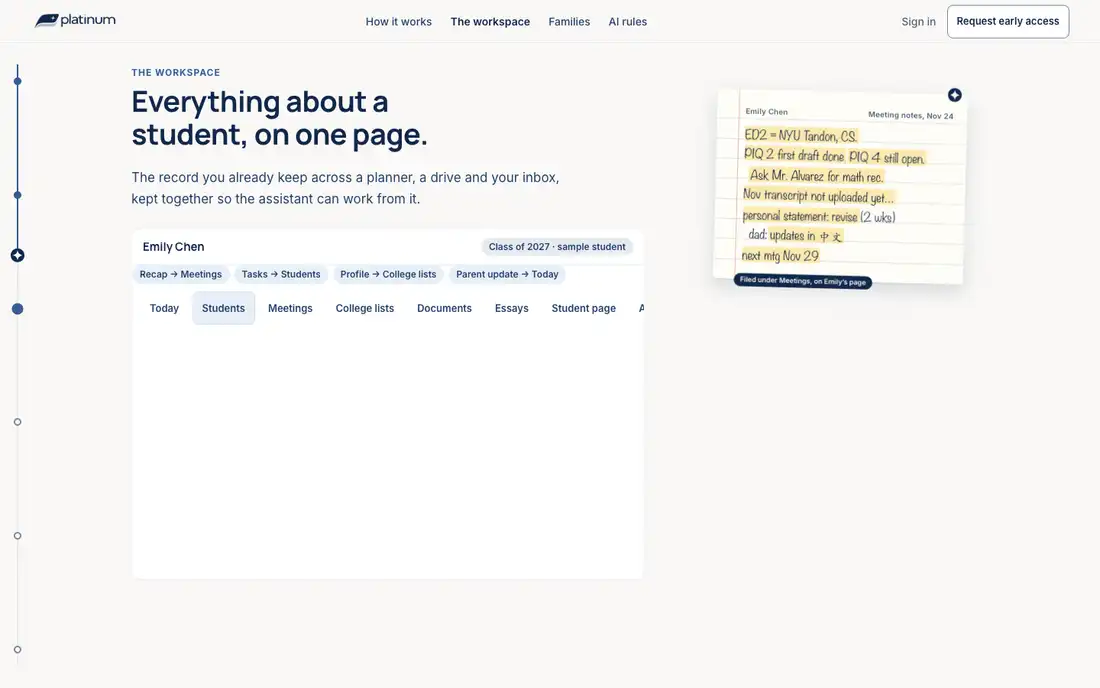 platinum
How it works
The workspace
Families
AI rules
Sign in
Request early access
THE WORKSPACE
Everything about a
student, on one page.
The record you already keep across a planner, a drive and your inbox,
kept together so the assistant can work from it.
Emily Chen
Class of 2027 · sample student
Recap → Meetings
Tasks → Students
Profile → College lists
Parent update → Today
Today
Students
Meetings
College lists
Documents
Essays
Student page
Emily Chen
Meeting notes, Nov 24
ED2 = NYU Tandon, CS.
PIQ 2 first draft done. PIQ 4 still open.
Ask Mr. Alvarez for math rec.
Nov transcript not uploaded yet...
personal statement: revise (2 wks)
dad: updates in 中文
next mtg Nov 29
Filed under Meetings, on Emily's page